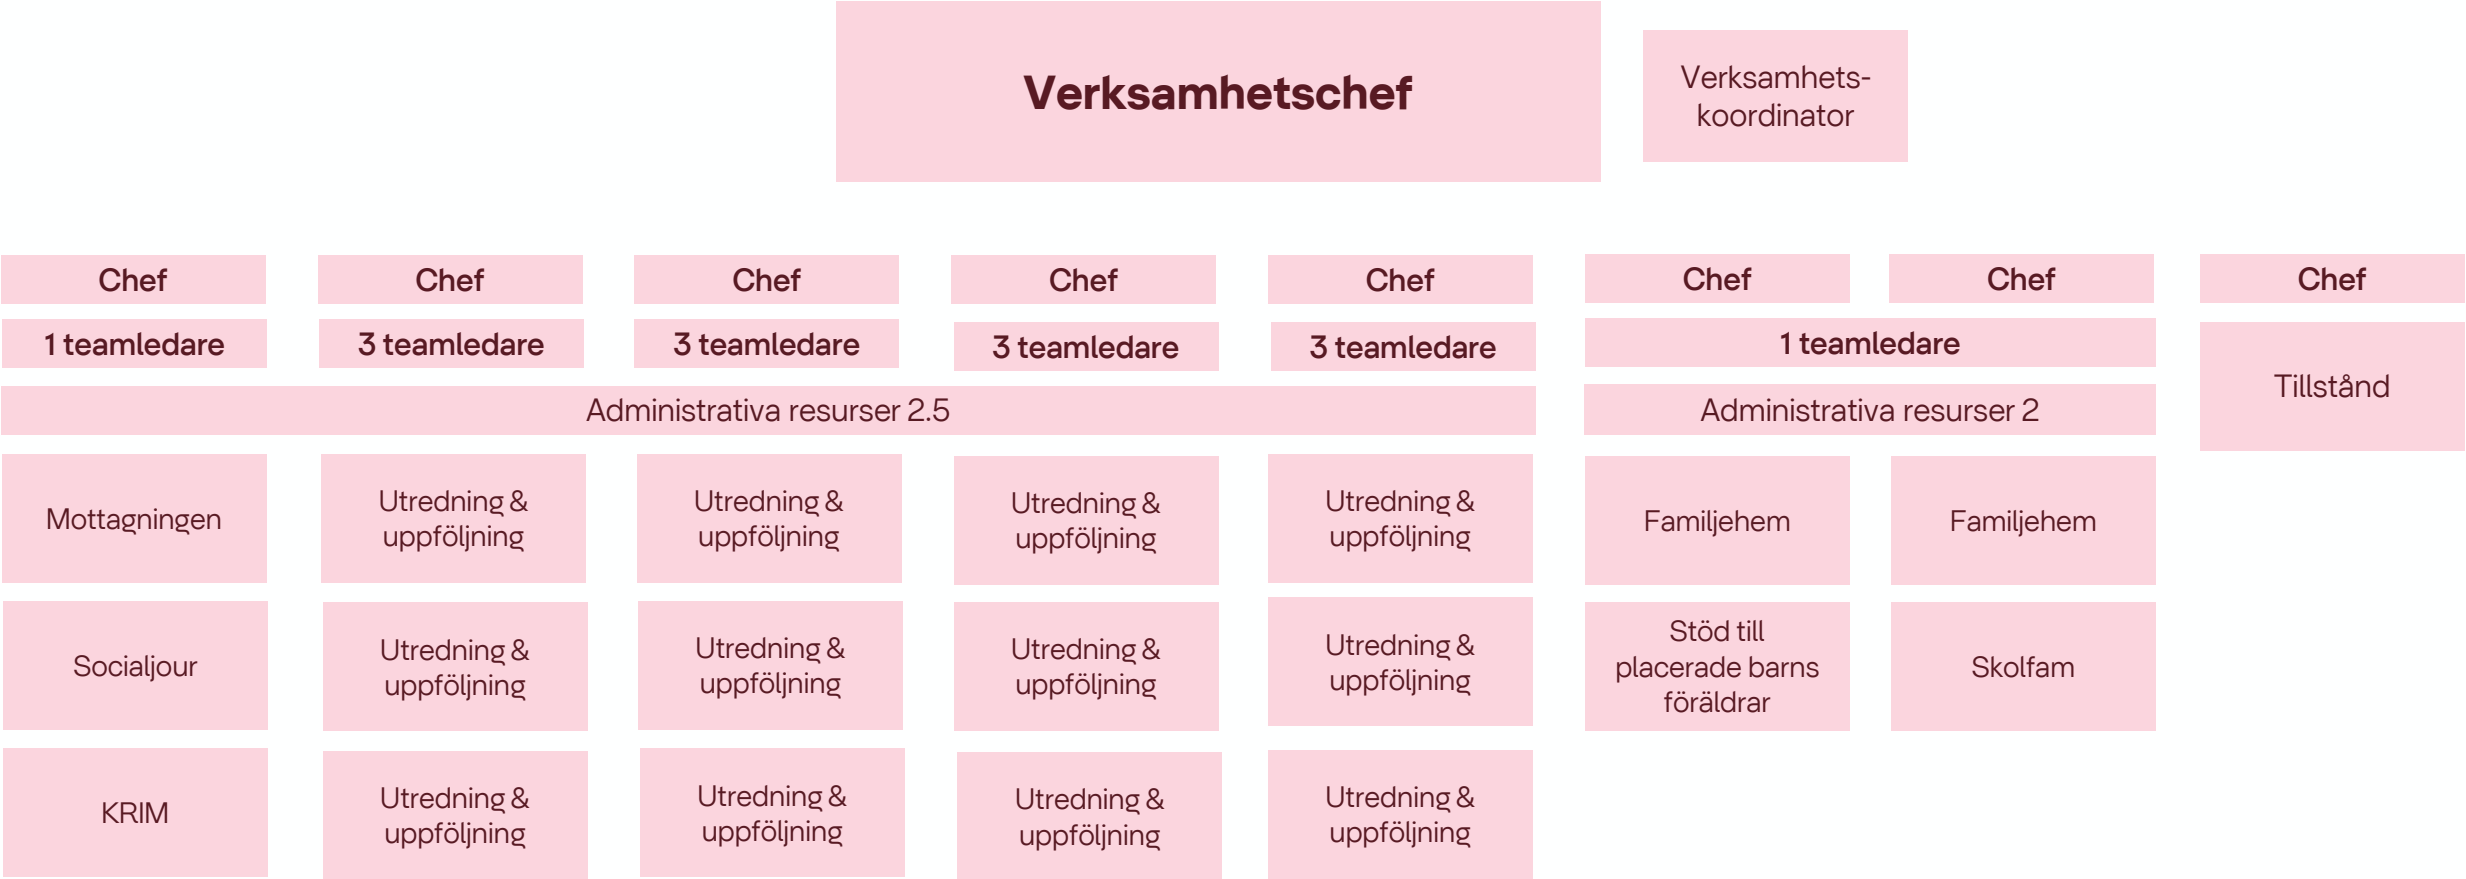 Verksamhetschef
Verksamhets-
koordinator
Chef
Chef
Chef
Chef
Chef
Chef
Chef
Chef
1 teamledare
3 teamledare
3 teamledare
3 teamledare
3 teamledare
1 teamledare
Tillstånd
Administrativa resurser 2.5
Administrativa resurser 2
Mottagningen
Utredning &
uppföljning
Utredning &
uppföljning
Utredning &
uppföljning
Utredning &
uppföljning
Familjehem
Familjehem
Socialjour
Utredning &
uppföljning
Utredning &
uppföljning
Utredning &
uppföljning
Utredning &
uppföljning
Stöd till
placerade barns
föräldrar
Skolfam
KRIM
Utredning &
uppföljning
Utredning &
uppföljning
Utredning &
uppföljning
Utredning &
uppföljning